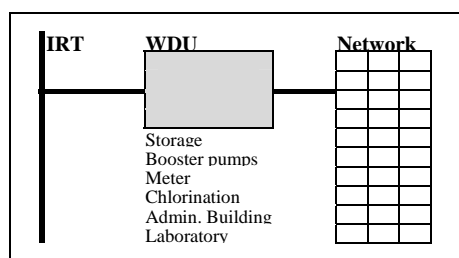 IRT WDU Network
Storage
Booster pumps
Meter
Chlorination
Admin. Building
Laboratory